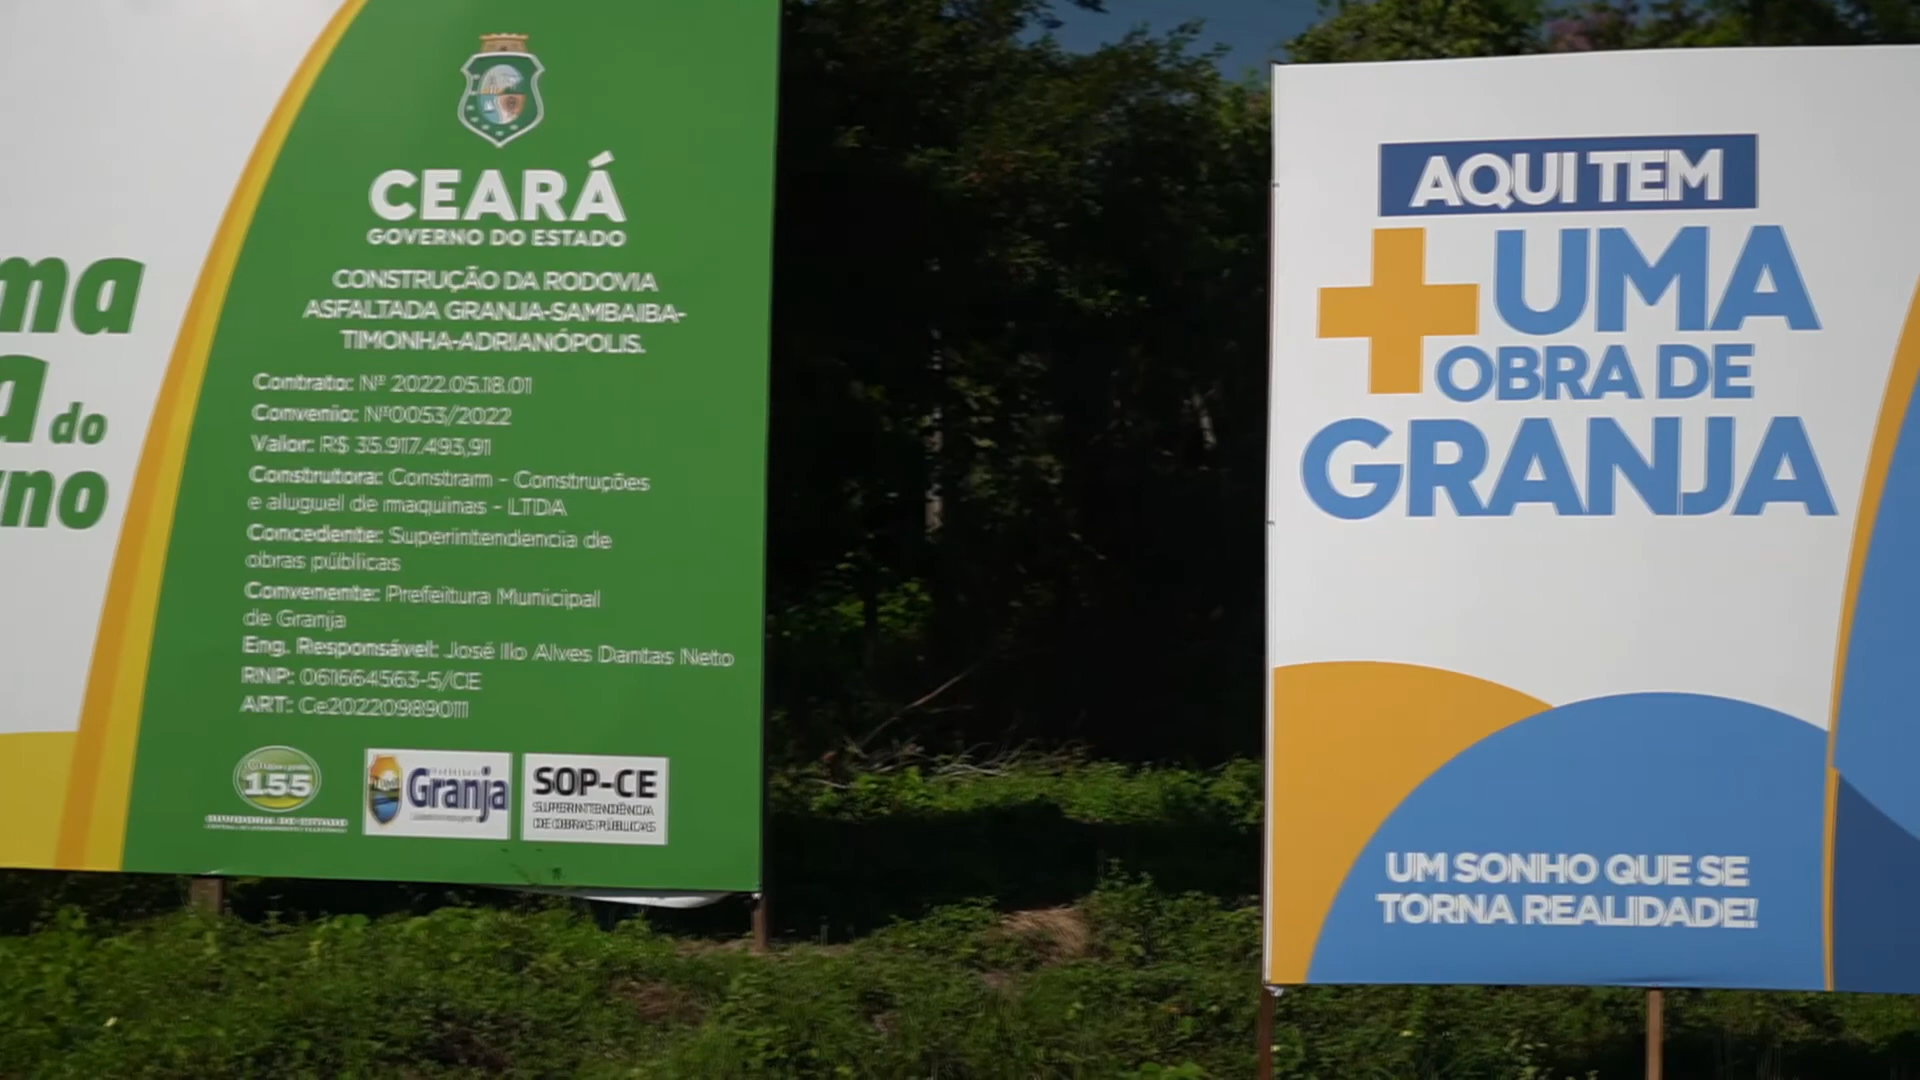 ma
a do
rno
CEARÁ
GOVERNO DO ESTADO
CONSTRUÇÃO DA RODOVIA
ASFALTADA GRANJA-SAMBAIBA-
TIMONHA-ADRIANÓPOLIS.
Contrato: Nº 2022.05.18.01
Convenio: Nº0053/2022
Valor: R$ 35.917.493,91
Construtora: Constram - Construções
e aluguel de maquinas - LTDA
Concedente: Superintendencia de
obras públicas
Convenente: Prefeitura Municipal
de Granja
Eng. Responsável: José Ilo Alves Dantas Neto
RNP: 061664563-5/CE
ART: Ce20220989011
155
OUVIDORIA DO ESTADO
Granja
SOP-CE
SUPERINTENDÊNCIA
DE OBRAS PÚBLICAS
AQUI TEM
+UMA
OBRA DE
GRANJA
UM SONHO QUE SE
TORNA REALIDADE!